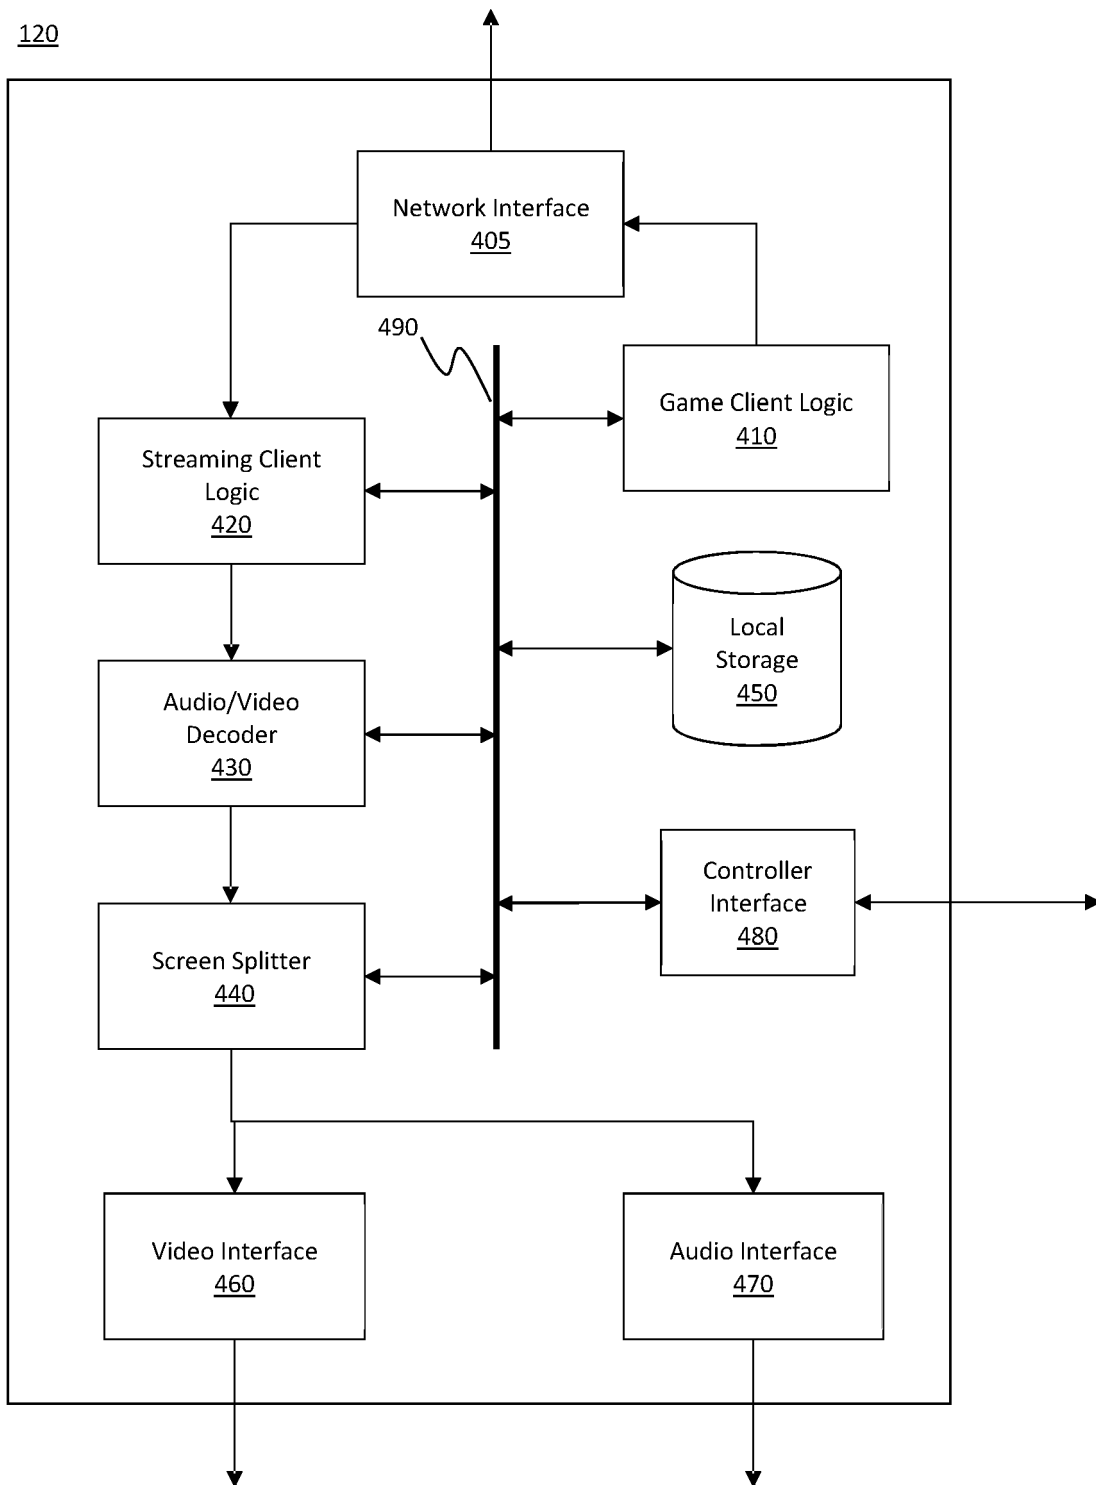 120
Network Interface
405
490
Game Client Logic
410
Streaming Client
Logic
420
Local
Storage
450
Audio/Video
Decoder
430
Controller
Interface
480
Screen Splitter
440
Video Interface
460
Audio Interface
470